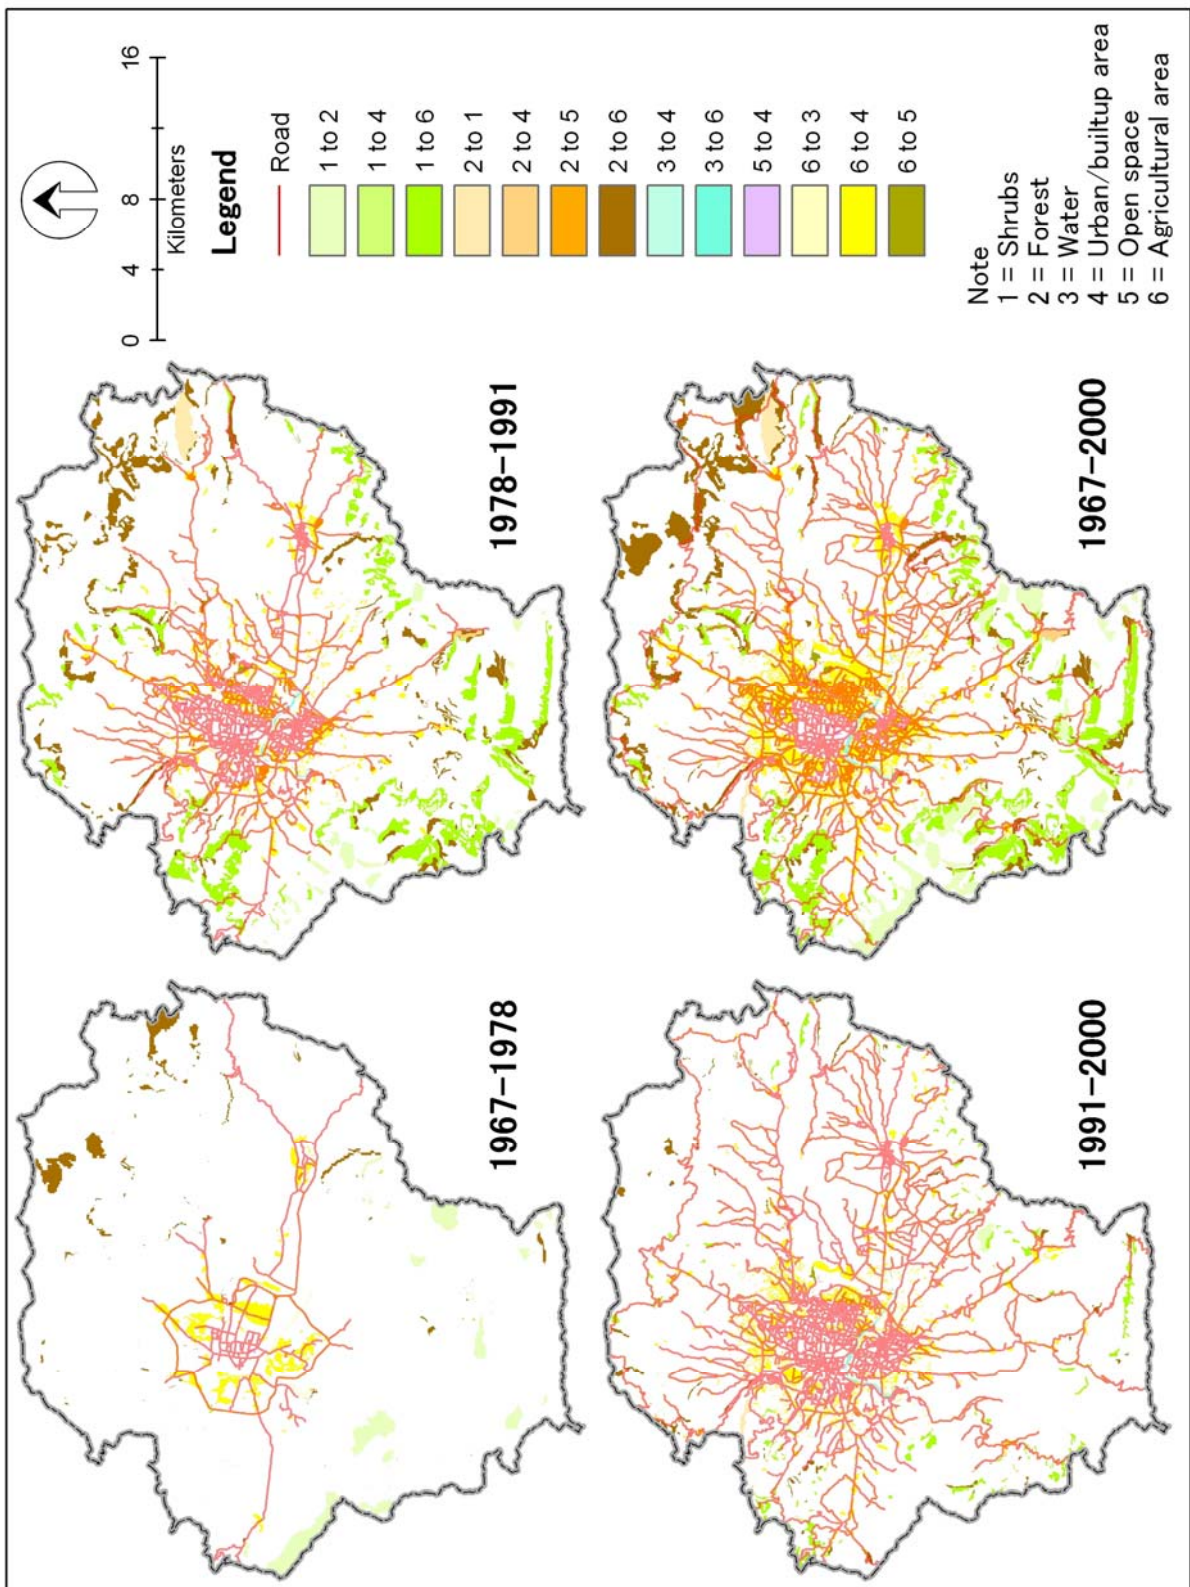 1967-1978
1978-1991
1991-2000
1967-2000
0 4 8 16
Kilometers
Legend
Road
1 to 2
1 to 4
1 to 6
2 to 1
2 to 4
2 to 5
2 to 6
3 to 4
3 to 6
5 to 4
6 to 3
6 to 4
6 to 5
Note
1 = Shrubs
2 = Forest
3 = Water
4 = Urban/builtup area
5 = Open space
6 = Agricultural area